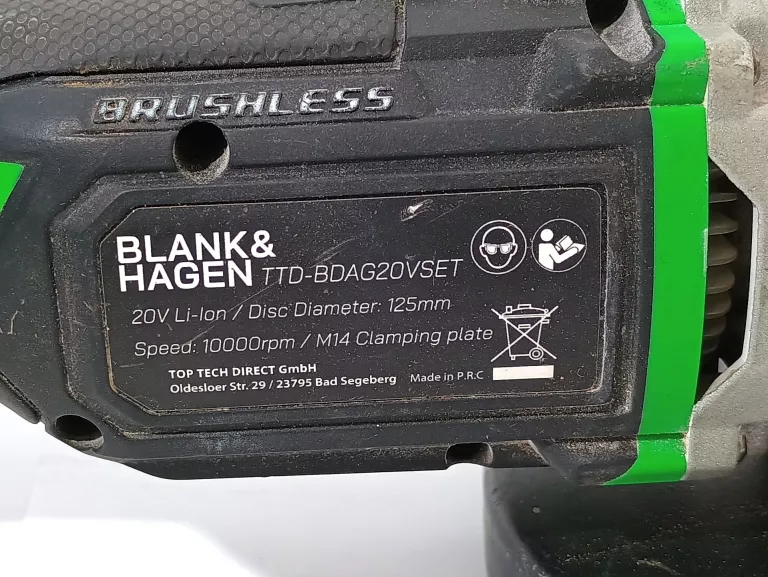 BRUSHLESS
BLANK&
HAGEN TTD-BDAG20VSET
20V Li-Ion / Disc Diameter: 125mm
Speed: 10000rpm / M14 Clamping plate
TOP TECH DIRECT GmbH
Oldesloer Str. 29 / 23795 Bad Segeberg Made in P.R.C